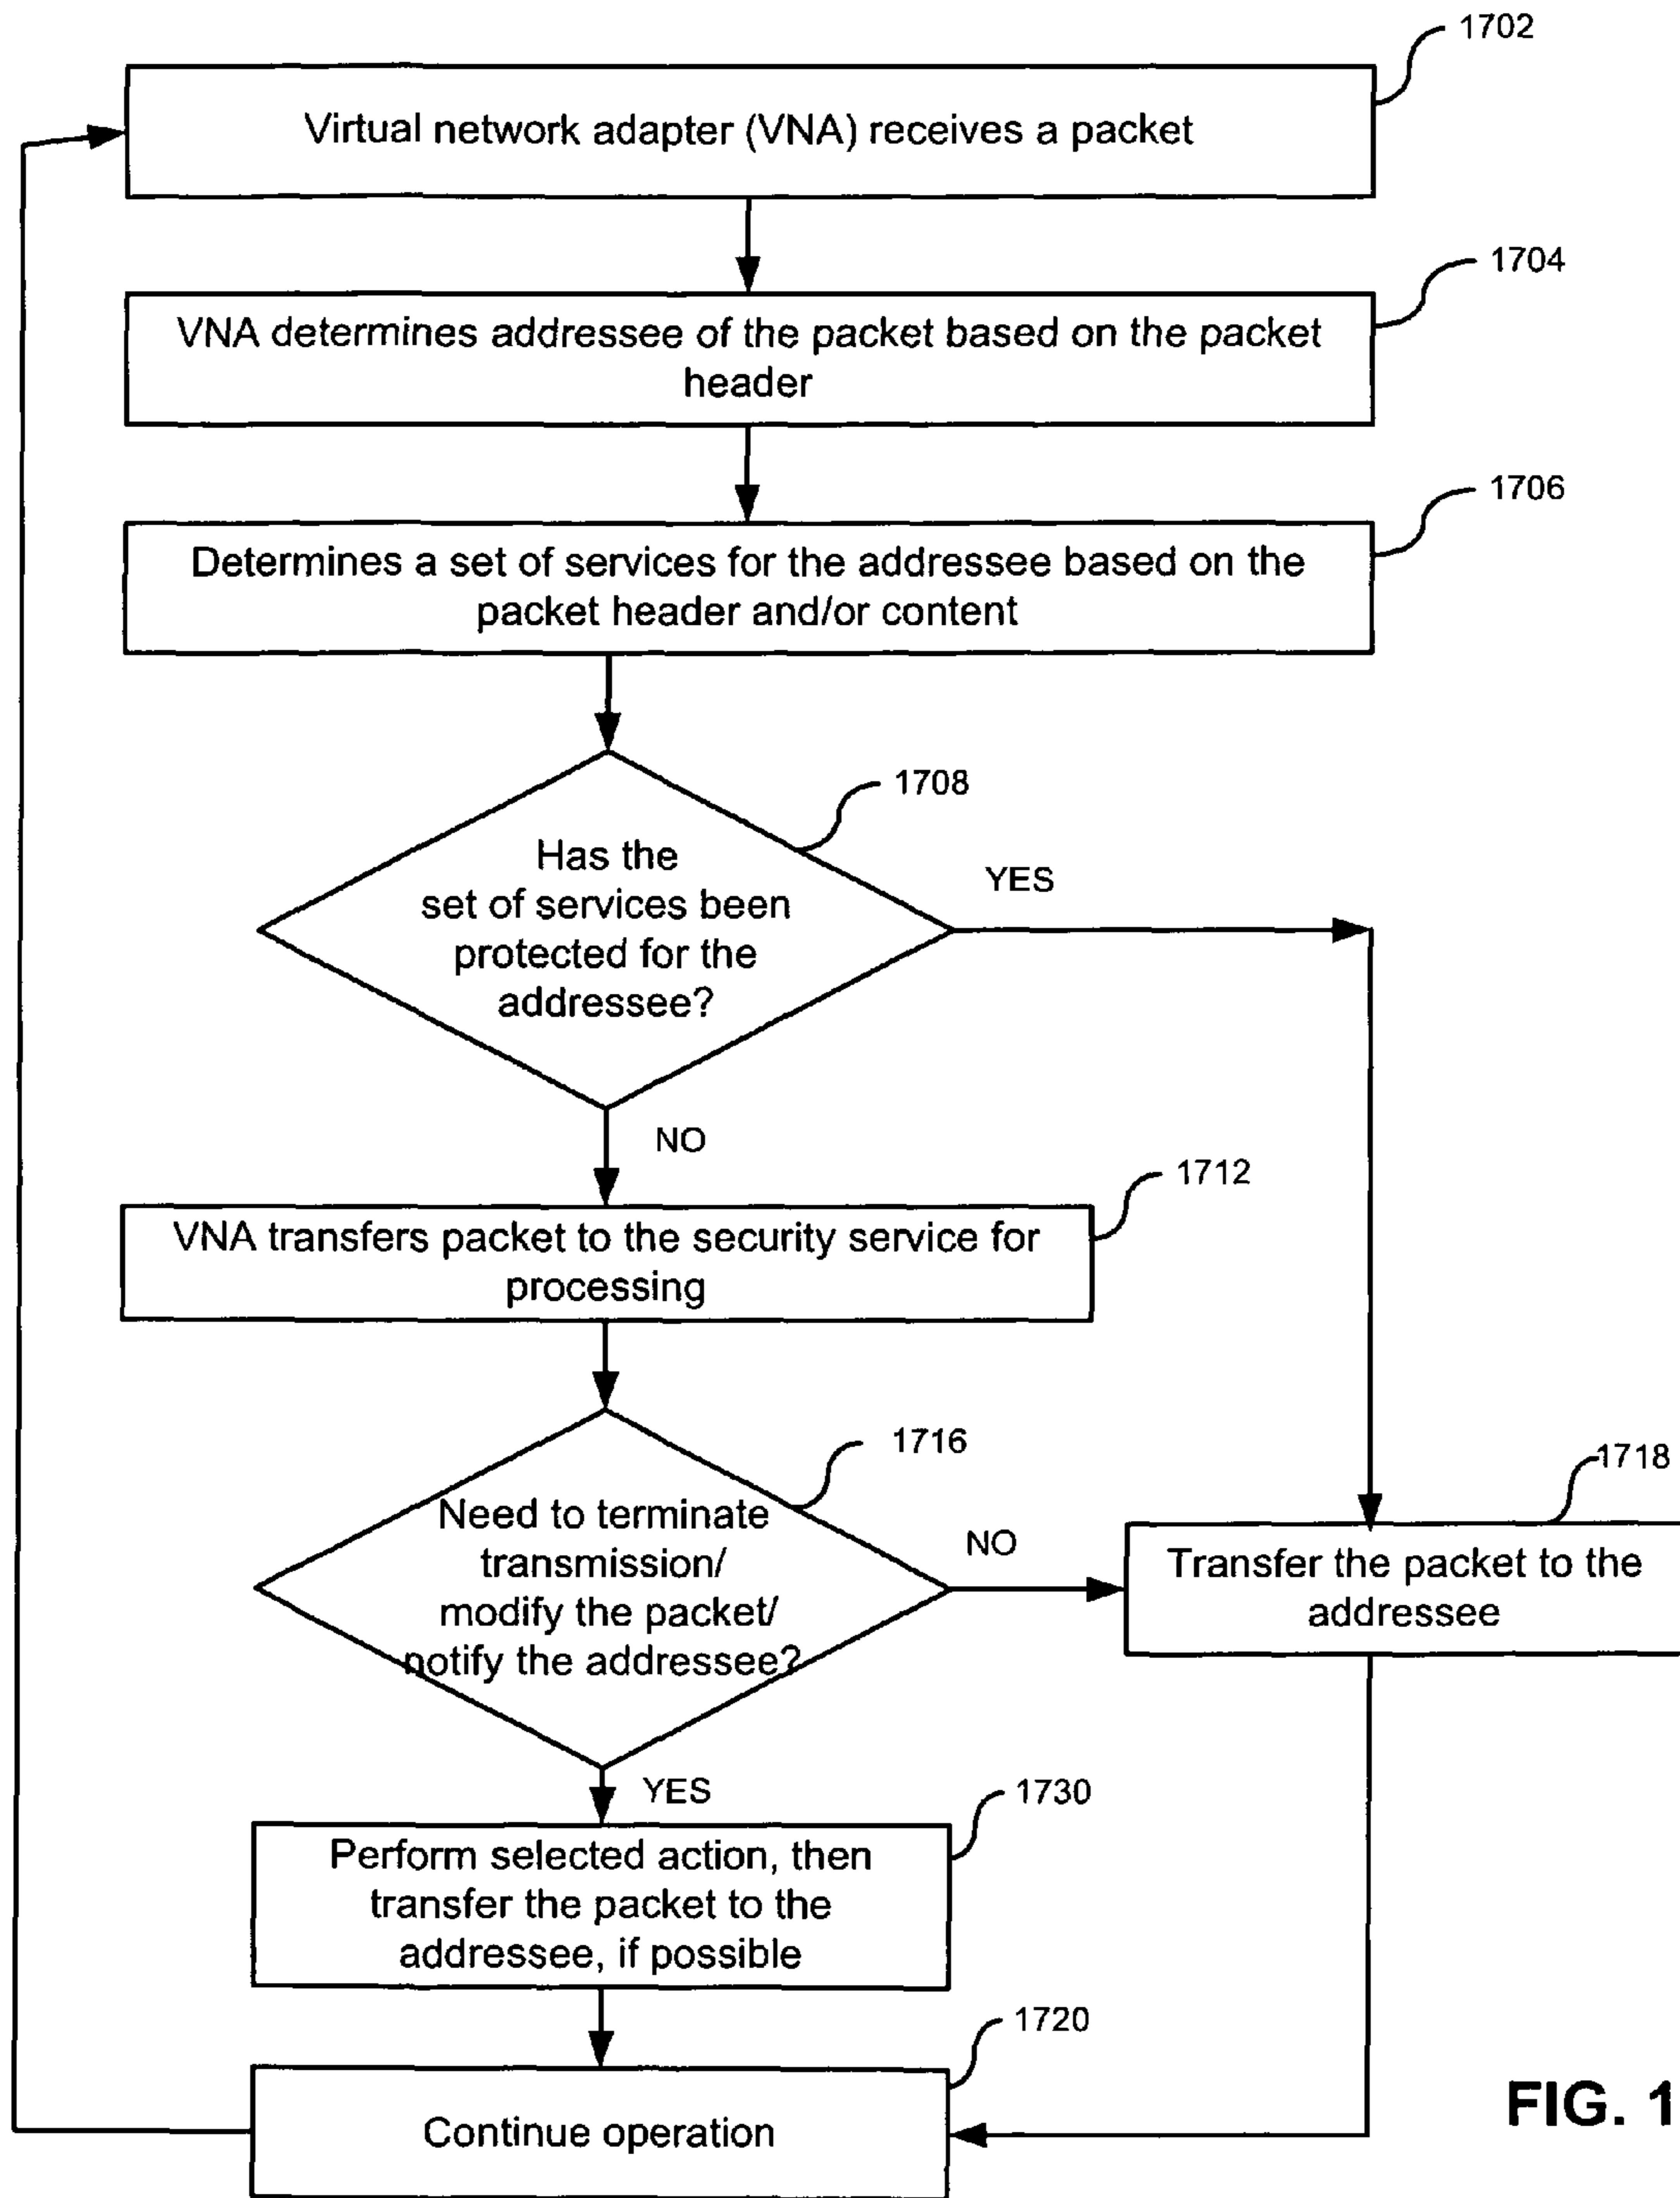 1702
Virtual network adapter (VNA) receives a packet
1704
VNA determines addressee of the packet based on the packet
header
1706
Determines a set of services for the addressee based on the
packet header and/or content
1708
Has the
set of services been
protected for the
addressee?
YES
NO
1712
VNA transfers packet to the security service for
processing
1716
Need to terminate
transmission/
modify the packet/
notify the addressee?
NO
1718
Transfer the packet to the
addressee
YES
1730
Perform selected action, then
transfer the packet to the
addressee, if possible
1720
Continue operation
FIG. 1